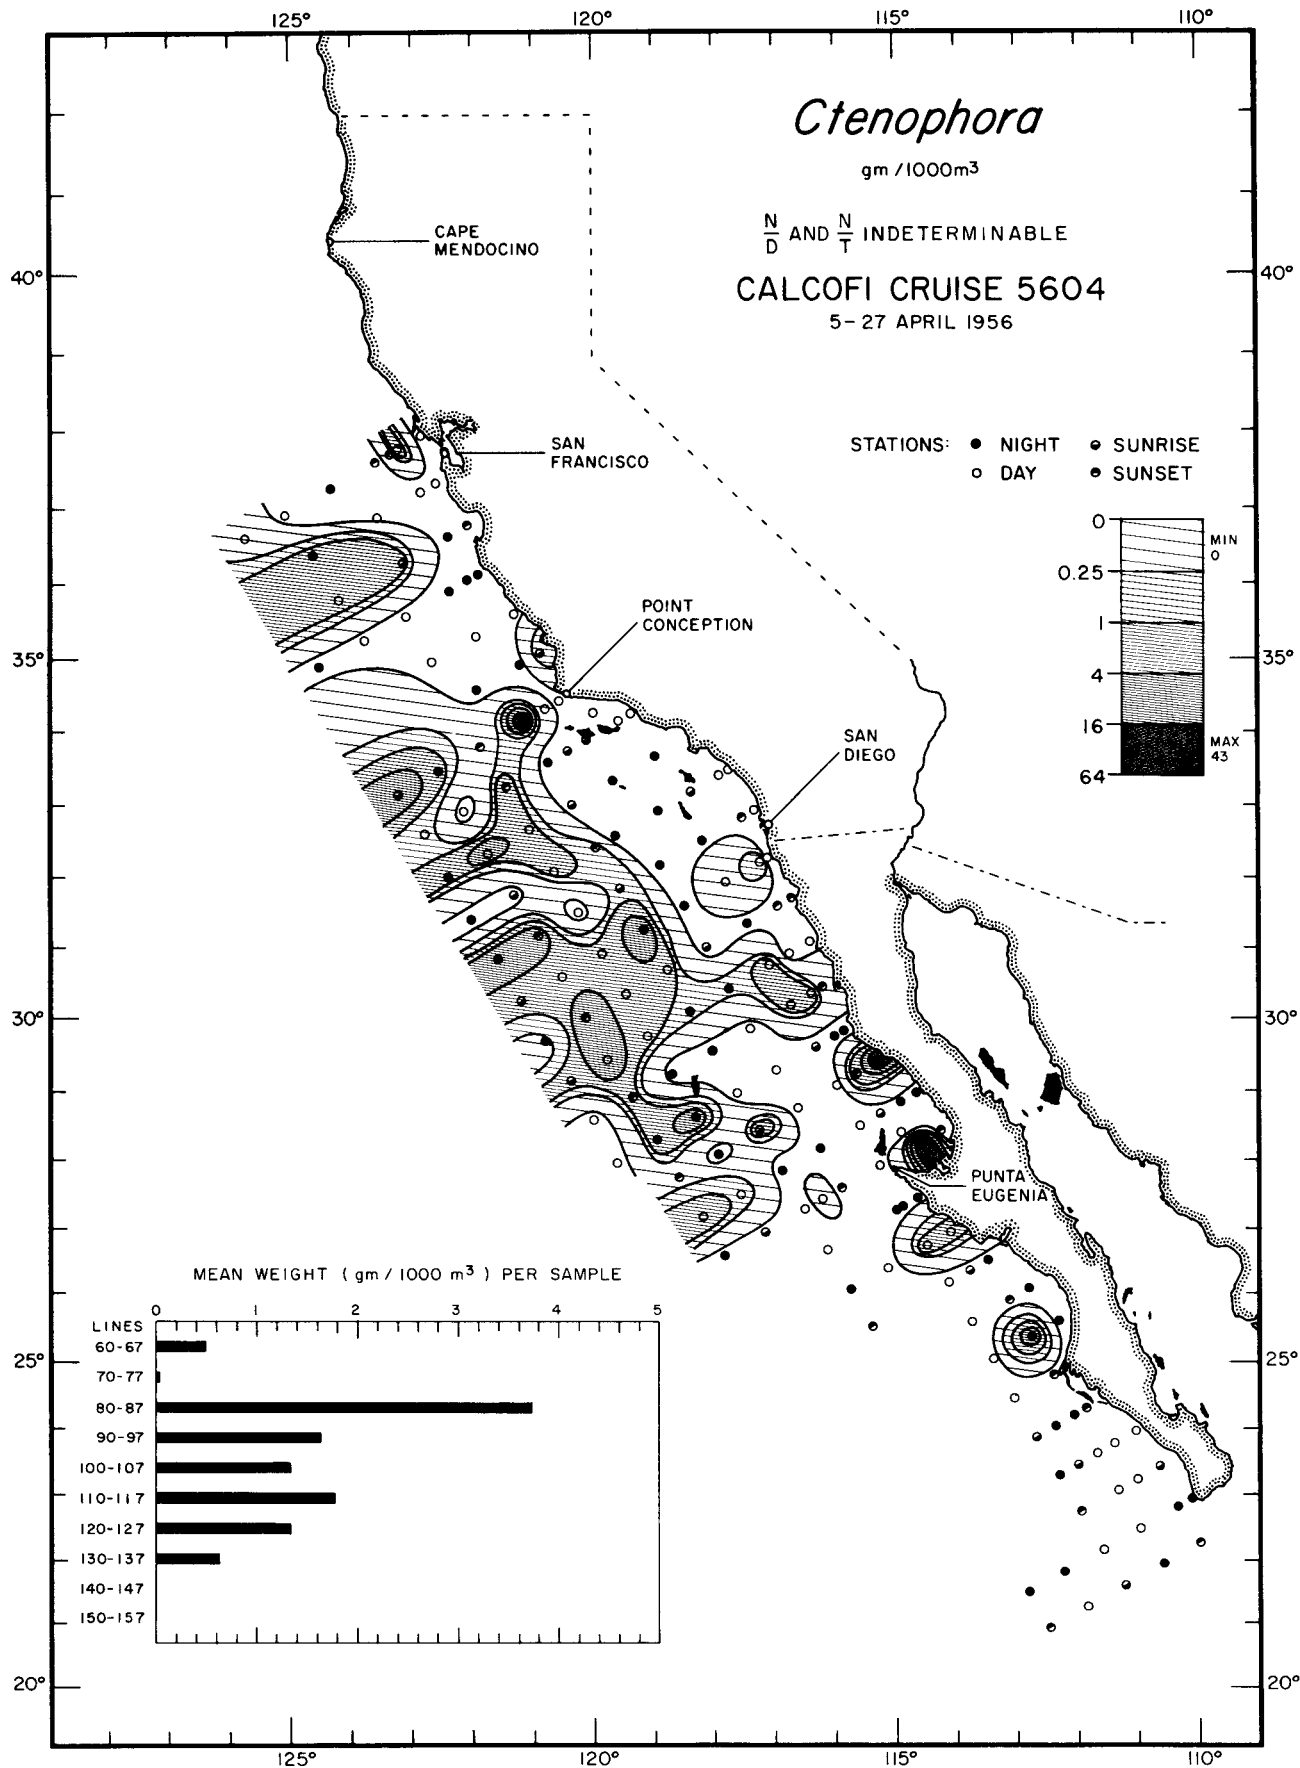 125° 120° 115° 110°
Ctenophora
gm/1000m³
N/D AND N/T INDETERMINABLE
CALCOFI CRUISE 5604
5-27 APRIL 1956
CAPE
MENDOCINO
40° 40°
STATIONS: NIGHT SUNRISE
DAY SUNSET
SAN
FRANCISCO
0
MIN
0
0.25
1
4
16
MAX
43
64
POINT
CONCEPTION
35° 35°
SAN
DIEGO
30° 30°
PUNTA
EUGENIA
MEAN WEIGHT (gm/1000 m³) PER SAMPLE
0 1 2 3 4 5
LINES
60-67
25° 25°
70-77
80-87
90-97
100-107
110-117
120-127
130-137
140-147
150-157
20° 20°
125° 120° 115° 110°